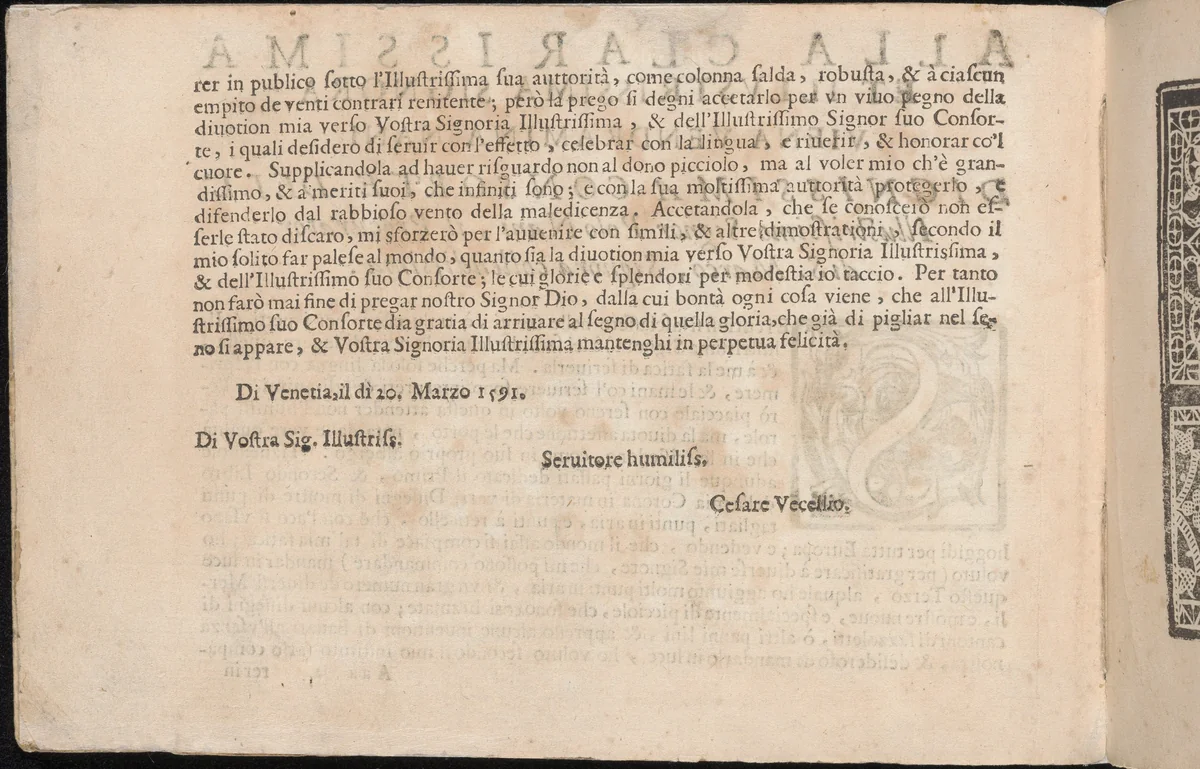 rer in publico ſotto l'Illuſtriſſima ſua auttorità, come colonna ſalda, robuſta, & à ciaſcun
empito de venti contrari renitente; però la prego ſi degni accetarlo per vn viuo pegno della
diuotion mia verſo Voſtra Signoria Illuſtriſſima, & dell'Illuſtriſſimo Signor ſuo Conſor-
te, i quali deſidero di ſeruir con l'effetto, celebrar con la lingua, e riuerir, & honorar co'l
cuore. Supplicandola ad hauer riſguardo non al dono picciolo, ma al voler mio ch'è gran-
diſſimo, & a meriti ſuoi, che infiniti ſono; e con la ſua moltiſſima auttorità protegerlo, e
difenderlo dal rabbioſo vento della maledicenza. Accetandola, che ſe conoſcerò non eſ-
ſerle ſtato diſcaro, mi sforzerò per l'auuenire con ſimili, & altre dimoſtrationi, ſecondo il
mio ſolito far paleſe al mondo, quanto ſia la diuotion mia verſo Voſtra Signoria Illuſtriſsima,
& dell'Illuſtriſſimo ſuo Conſorte; le cui glorie e ſplendori per modeſtia io taccio. Per tanto
non farò mai fine di pregar noſtro Signor Dio, dalla cui bontà ogni coſa viene, che all'Illu-
ſtriſſimo ſuo Conſorte dia gratia di arriuare al ſegno di quella gloria, che già di pigliar nel ſe-
no ſi appare, & Voſtra Signoria Illuſtriſſima mantenghi in perpetua felicità.
Di Venetia, il dì 20. Marzo 1591.
Di Voſtra Sig. Illuſtriſs.
Seruitore humiliſs.
Ceſare Vecellio.